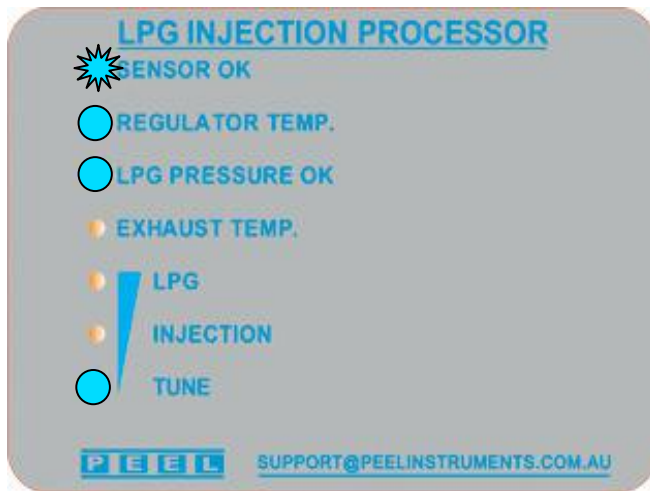 LPG INJECTION PROCESSOR
SENSOR OK
REGULATOR TEMP.
LPG PRESSURE OK
EXHAUST TEMP.
LPG
INJECTION
TUNE
PEEL SUPPORT@PEELINSTRUMENTS.COM.AU